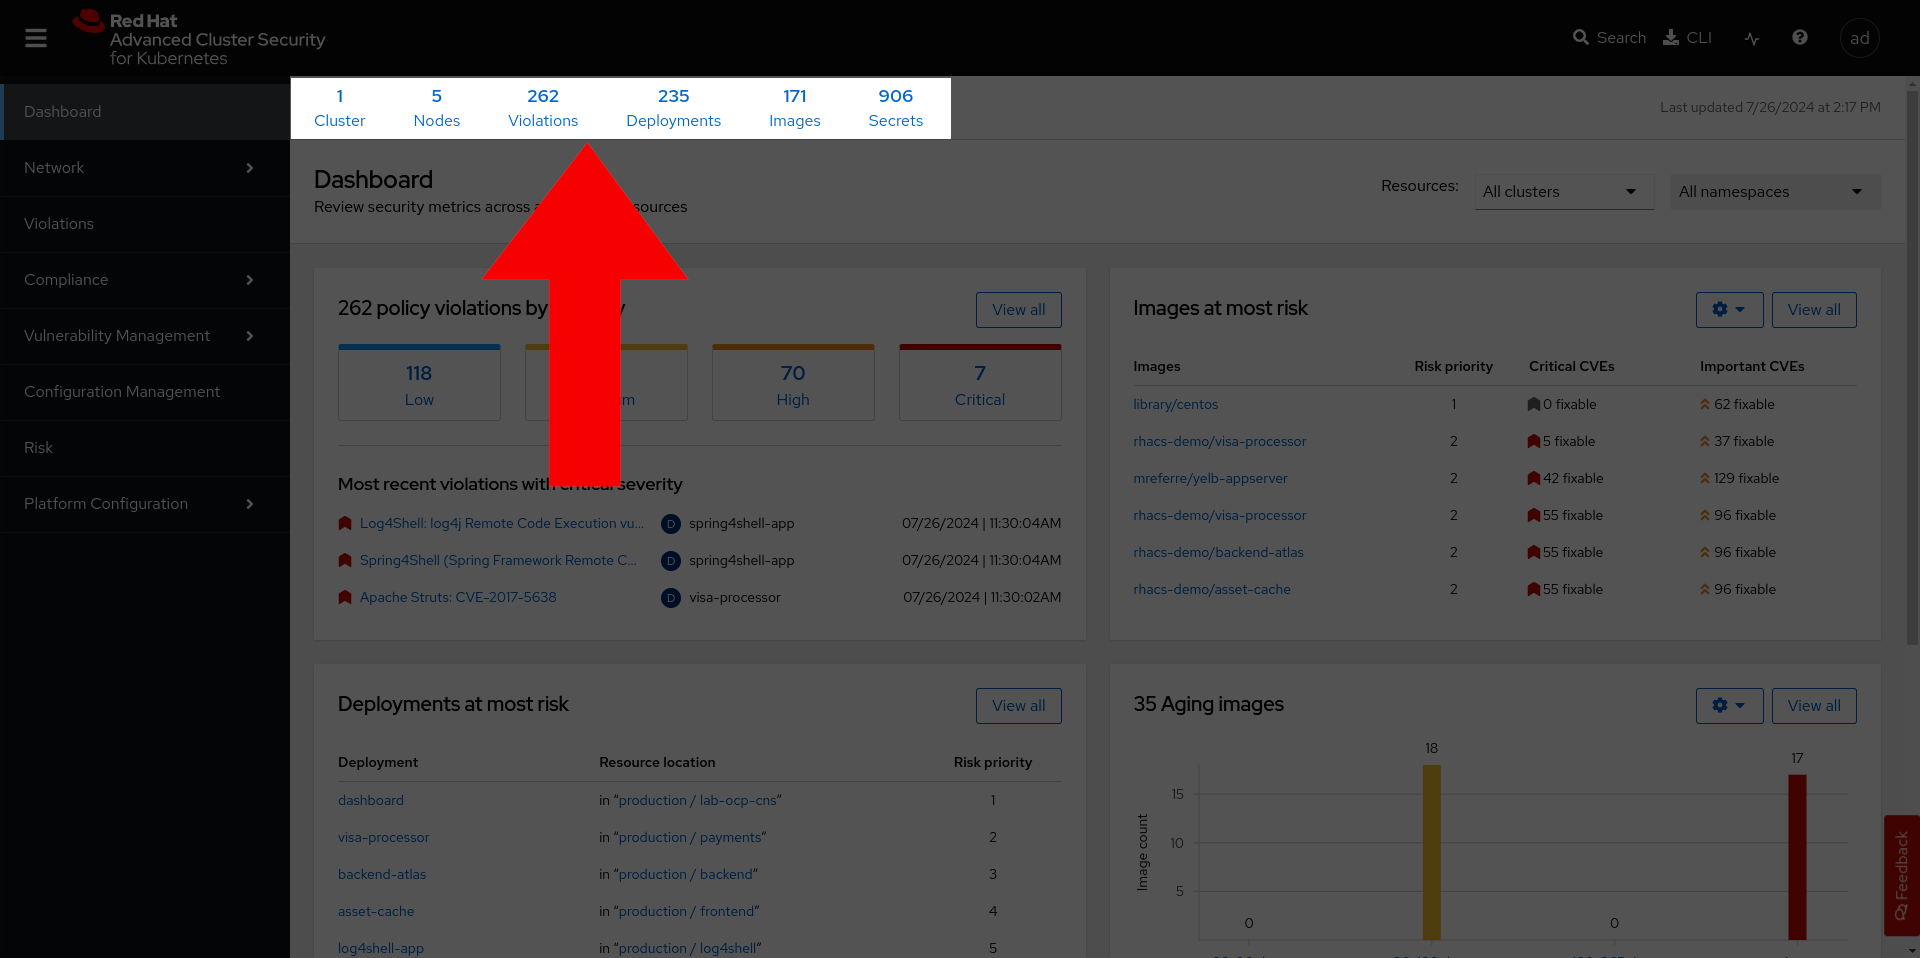 Red Hat
Advanced Cluster Security
for Kubernetes
Search
CLI
ad
Dashboard
Network
Violations
Compliance
Vulnerability Management
Configuration Management
Risk
Platform Configuration
1 5 262 235 171 906
Cluster Nodes Violations Deployments Images Secrets
Last updated 7/26/2024 at 2:17 PM
Dashboard
Review security metrics across
Resources: All clusters All namespaces
262 policy violations by
View all
118
Low
70
High
7
Critical
Most recent violations with critical severity
Log4Shell: log4j Remote Code Execution vu... D spring4shell-app 07/26/2024 | 11:30:04AM
Spring4Shell (Spring Framework Remote C... D spring4shell-app 07/26/2024 | 11:30:04AM
Apache Struts: CVE-2017-5638 D visa-processor 07/26/2024 | 11:30:02AM
Images at most risk
View all
Images Risk priority Critical CVEs Important CVEs
library/centos 1 0 fixable 62 fixable
rhacs-demo/visa-processor 2 5 fixable 37 fixable
mreferre/yelb-appserver 2 42 fixable 129 fixable
rhacs-demo/visa-processor 2 55 fixable 96 fixable
rhacs-demo/backend-atlas 2 55 fixable 96 fixable
rhacs-demo/asset-cache 2 55 fixable 96 fixable
Deployments at most risk
View all
Deployment Resource location Risk priority
dashboard in “production / lab-ocp-cns” 1
visa-processor in “production / payments” 2
backend-atlas in “production / backend” 3
asset-cache in “production / frontend” 4
log4shell-app in “production / log4shell” 5
35 Aging images
View all
Image count
15
10
5
0
18
0
17
Feedback